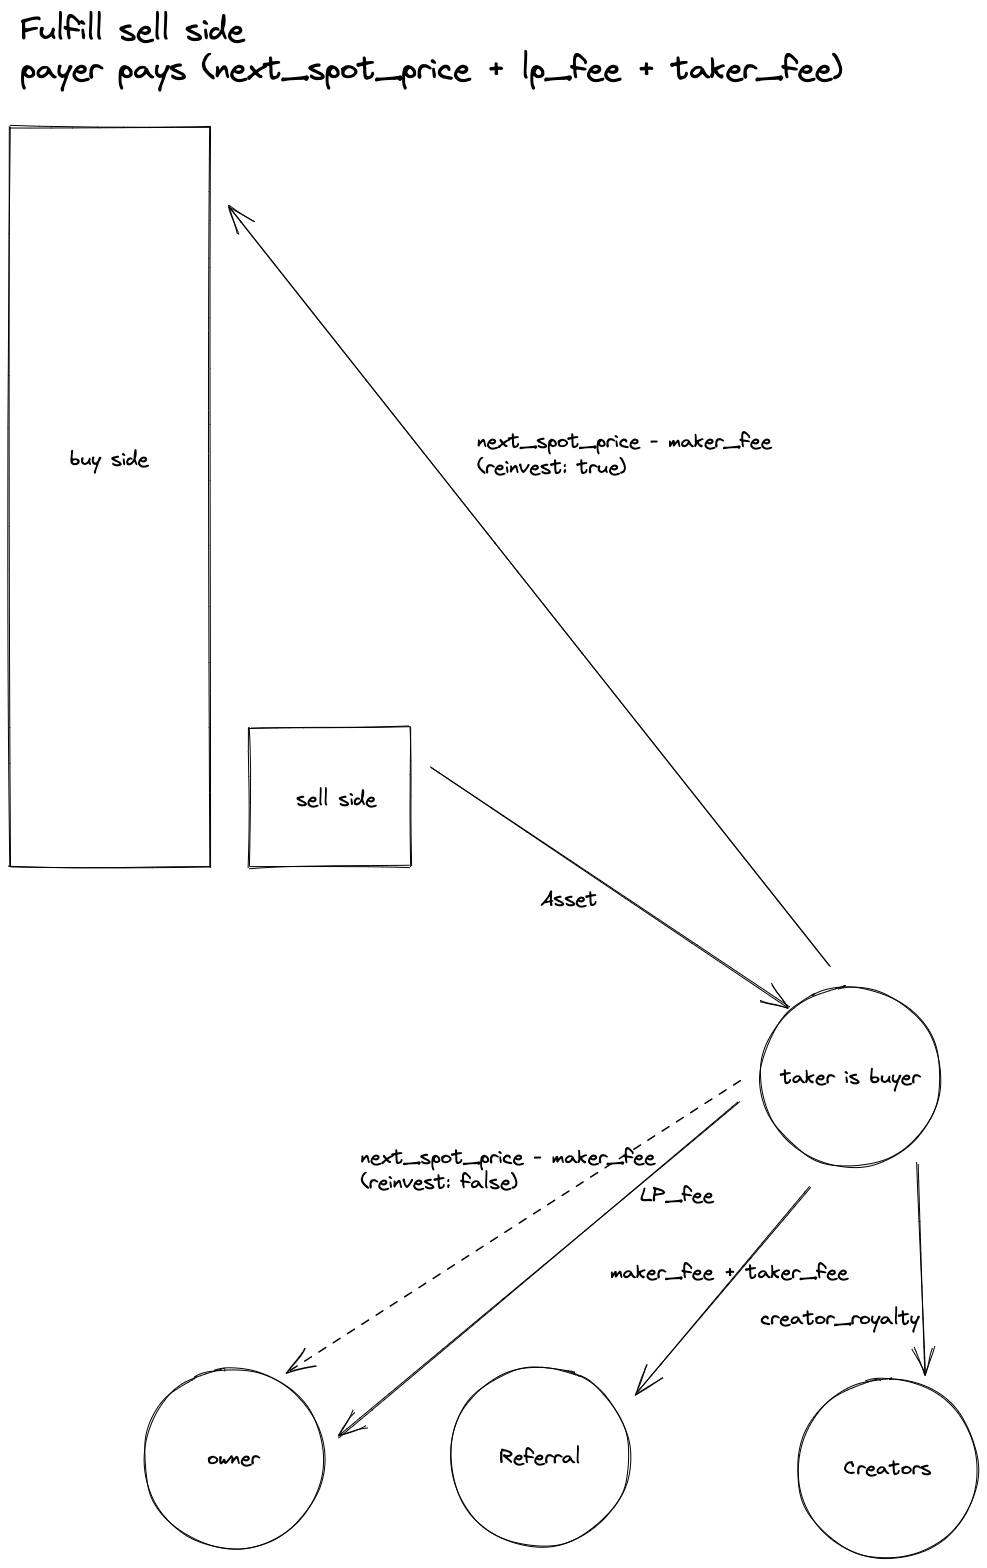 Fulfill sell side
payer pays (next_spot_price + lp_fee + taker_fee)
next_spot_price - maker_fee
(reinvest: true)
buy side
sell side
Asset
taker is buyer
next_spot_price - maker_fee
(reinvest: false)
LP_fee
maker_fee + taker_fee
creator_royalty
owner
Referral
Creators